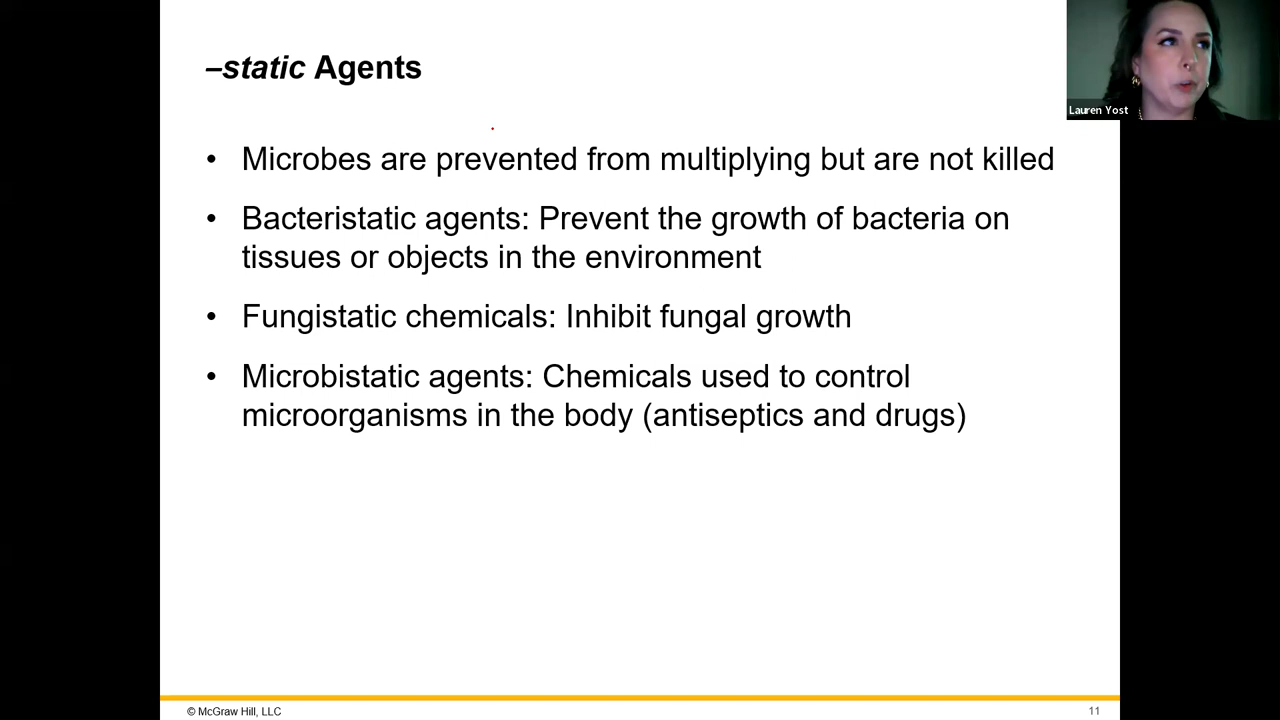 –static Agents
Lauren Yost
• Microbes are prevented from multiplying but are not killed
• Bacteristatic agents: Prevent the growth of bacteria on
tissues or objects in the environment
• Fungistatic chemicals: Inhibit fungal growth
• Microbistatic agents: Chemicals used to control
microorganisms in the body (antiseptics and drugs)
© McGraw Hill, LLC
11